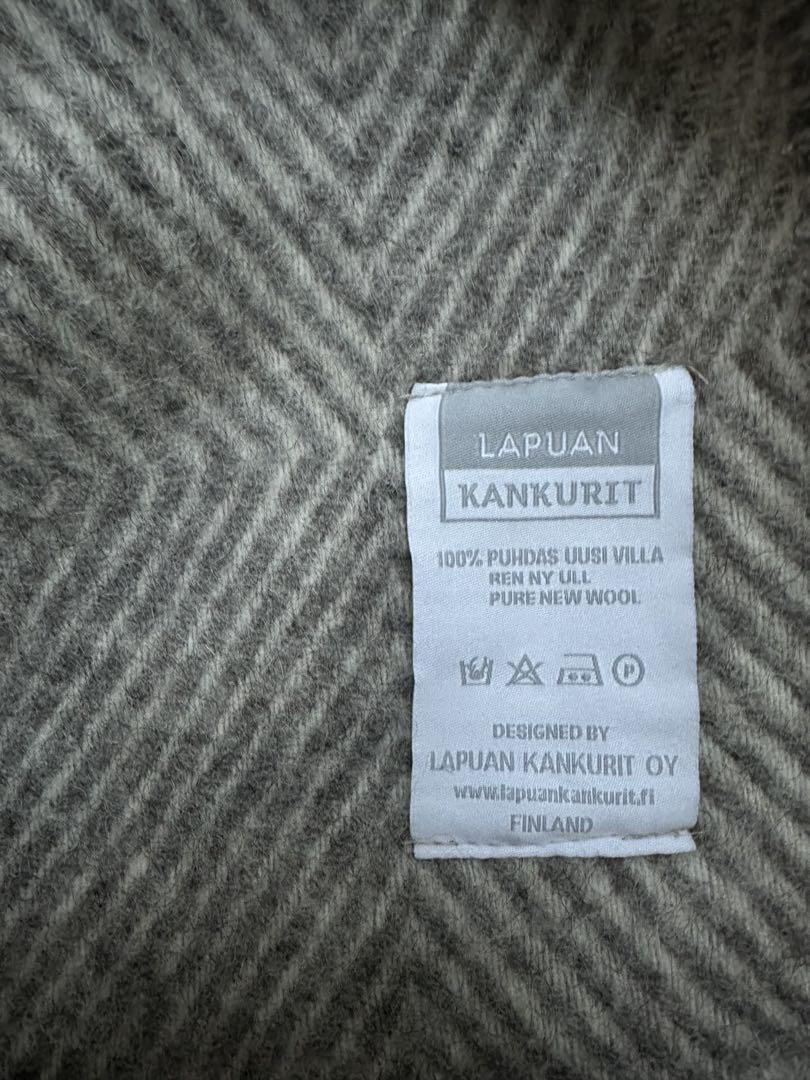 LAPUAN
KANKURIT
100% PUHDAS UUSI VILLA
REN NY ULL
PURE NEW WOOL
P
DESIGNED BY
LAPUAN KANKURIT OY
www.lapuankankurit.fi
FINLAND